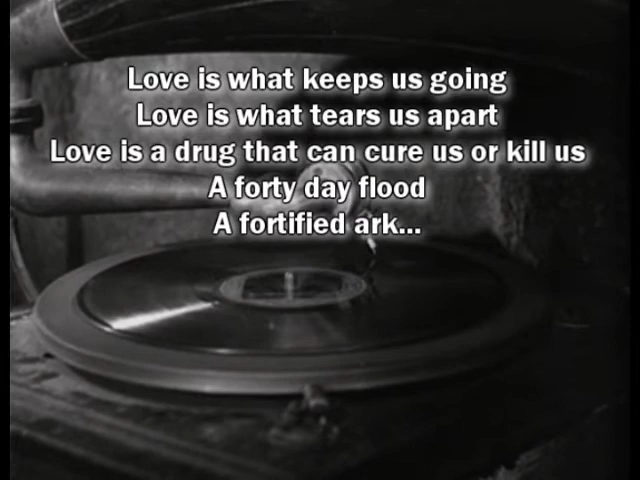 Love is what keeps us going
Love is what tears us apart
Love is a drug that can cure us or kill us
A forty day flood
A fortified ark...